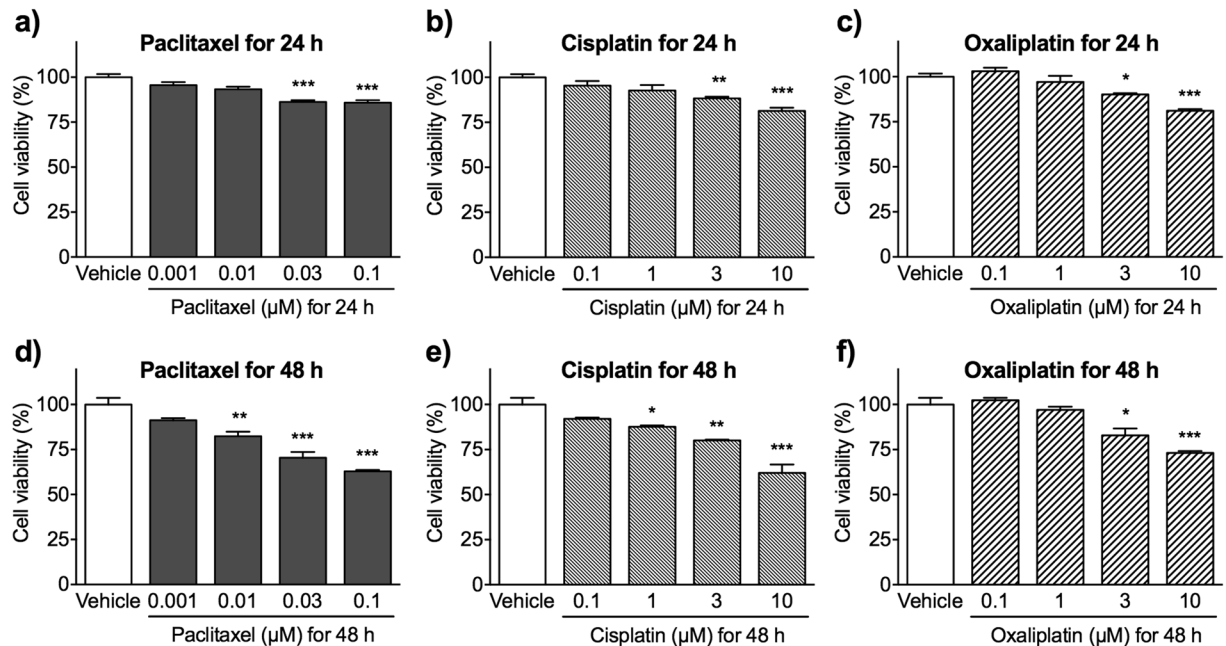 a)
Paclitaxel for 24 h
Cell viability (%)
100
75
50
25
0
***
***
Vehicle 0.001 0.01 0.03 0.1
Paclitaxel (µM) for 24 h
b)
Cisplatin for 24 h
Cell viability (%)
100
75
50
25
0
**
***
Vehicle 0.1 1 3 10
Cisplatin (µM) for 24 h
c)
Oxaliplatin for 24 h
Cell viability (%)
100
75
50
25
0
*
***
Vehicle 0.1 1 3 10
Oxaliplatin (µM) for 24 h
d)
Paclitaxel for 48 h
Cell viability (%)
100
75
50
25
0
**
***
***
Vehicle 0.001 0.01 0.03 0.1
Paclitaxel (µM) for 48 h
e)
Cisplatin for 48 h
Cell viability (%)
100
75
50
25
0
*
**
***
Vehicle 0.1 1 3 10
Cisplatin (µM) for 48 h
f)
Oxaliplatin for 48 h
Cell viability (%)
100
75
50
25
0
*
***
Vehicle 0.1 1 3 10
Oxaliplatin (µM) for 48 h